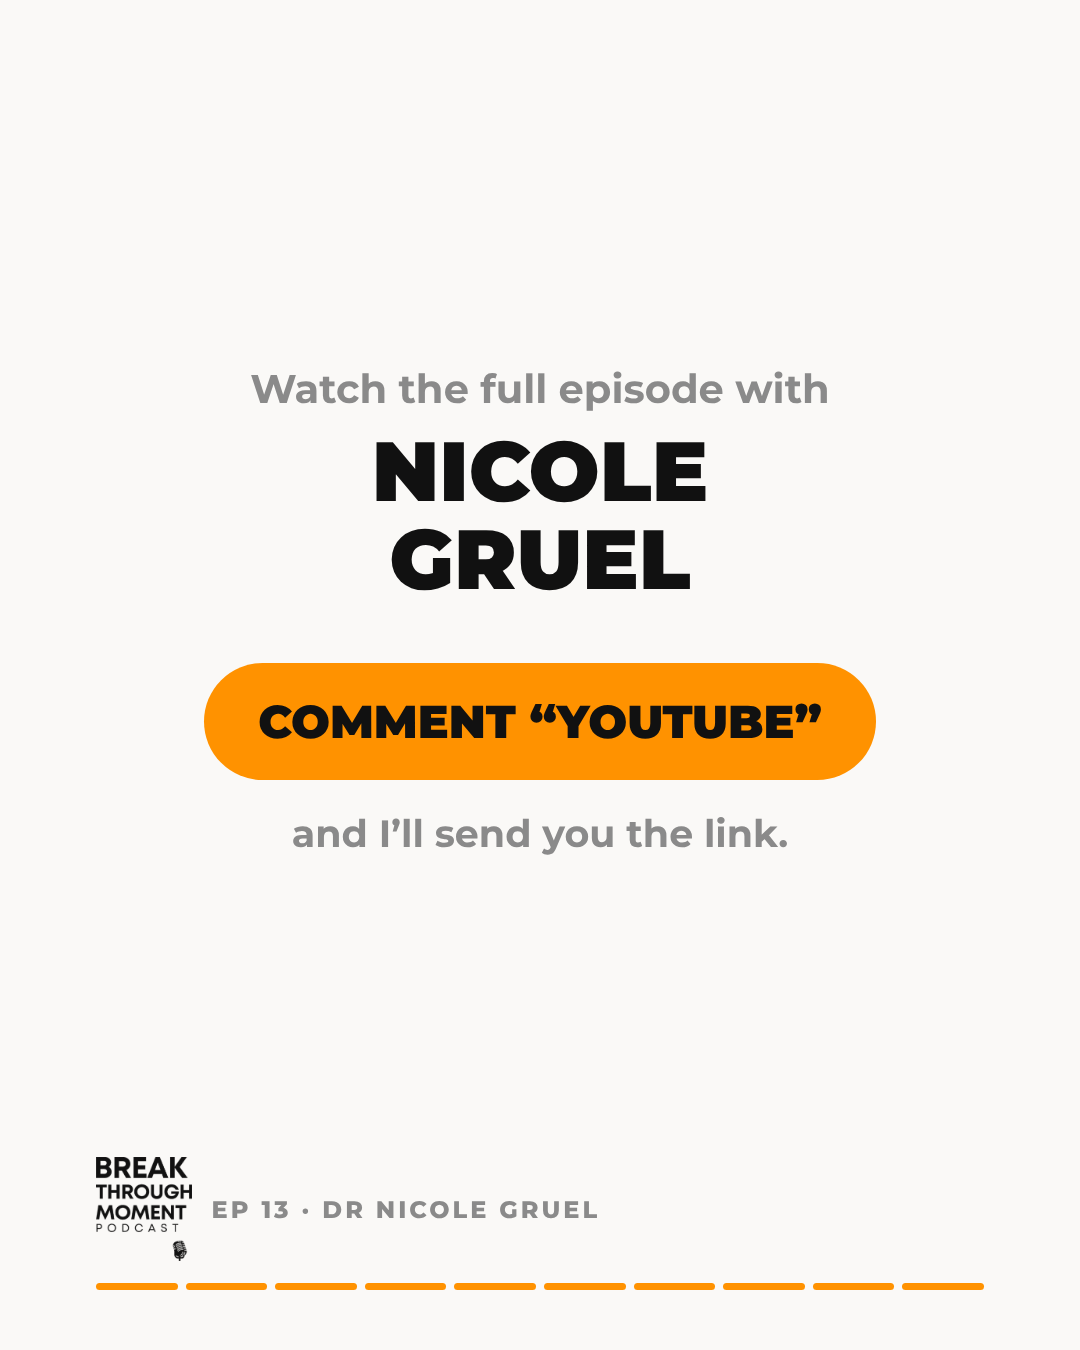 Watch the full episode with
NICOLE
GRUEL
COMMENT “YOUTUBE”
and I’ll send you the link.
BREAK
THROUGH
MOMENT
PODCAST
EP 13 · DR NICOLE GRUEL